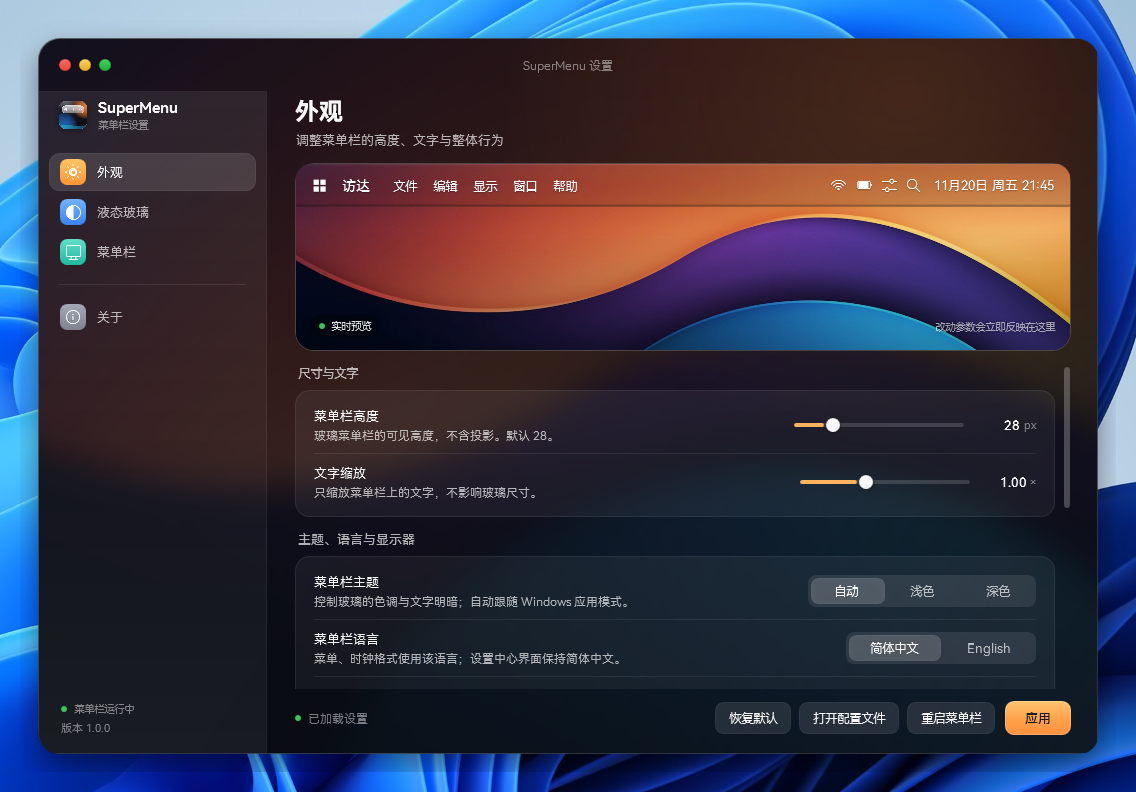 SuperMenu 设置
SuperMenu
菜单栏设置
外观
液态玻璃
菜单栏
关于
菜单栏运行中
版本 1.0.0
外观
调整菜单栏的高度、文字与整体行为
访达 文件 编辑 显示 窗口 帮助 11月20日 周五 21:45
实时预览 改动参数会立即反映在这里
尺寸与文字
菜单栏高度
玻璃菜单栏的可见高度，不含投影。默认 28。
28 px
文字缩放
只缩放菜单栏上的文字，不影响玻璃尺寸。
1.00 ×
主题、语言与显示器
菜单栏主题
控制玻璃的色调与文字明暗；自动跟随 Windows 应用模式。
自动 浅色 深色
菜单栏语言
菜单、时钟格式使用该语言；设置中心界面保持简体中文。
简体中文 English
已加载设置
恢复默认 打开配置文件 重启菜单栏 应用